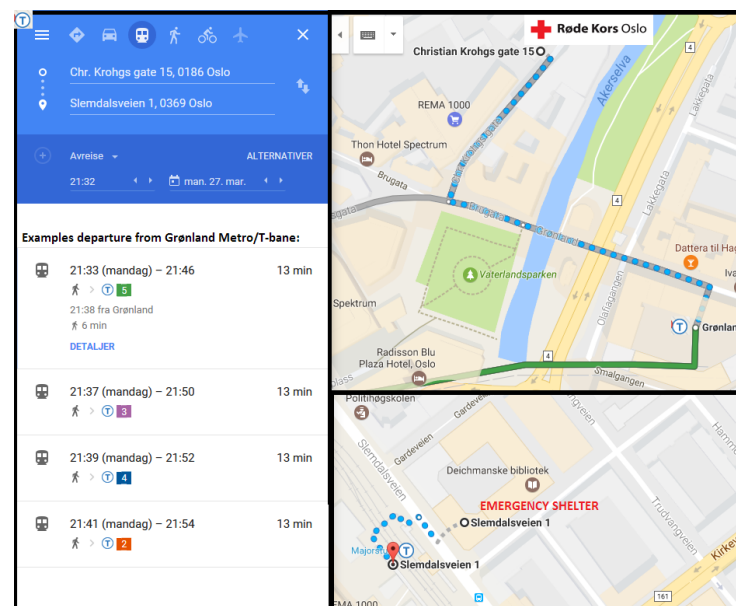 T
Chr. Krohgs gate 15, 0186 Oslo
Slemdalsveien 1, 0369 Oslo
Avreise
ALTERNATIVER
21:32
man. 27. mar.
Examples departure from Grønland Metro/T-bane:
21:33 (mandag) – 21:46
13 min
T 5
21:38 fra Grønland
6 min
DETALJER
21:37 (mandag) – 21:50
13 min
T 3
21:39 (mandag) – 21:52
13 min
T 4
21:41 (mandag) – 21:54
13 min
T 2
Røde Kors Oslo
Christian Krohgs gate 15
4
Akerselva
Lakkegata
REMA 1000
Thon Hotel Spectrum
Brugata
4
Lakkegata
Brugata
Grønland
Dattera til Hag
Vaterlandsparken
Iva
Olafiagangen
Spektrum
T
Grønlan
Radisson Blu
Plaza Hotel, Oslo
4
Smalgangen
Politihøgskolen
Slemdalsveien
Gardeveien
Deichmanske bibliotek
EMERGENCY SHELTER
Slemdalsveien 1
Trudvangveien
Kirkev
T
Slemdalsveien 1
161